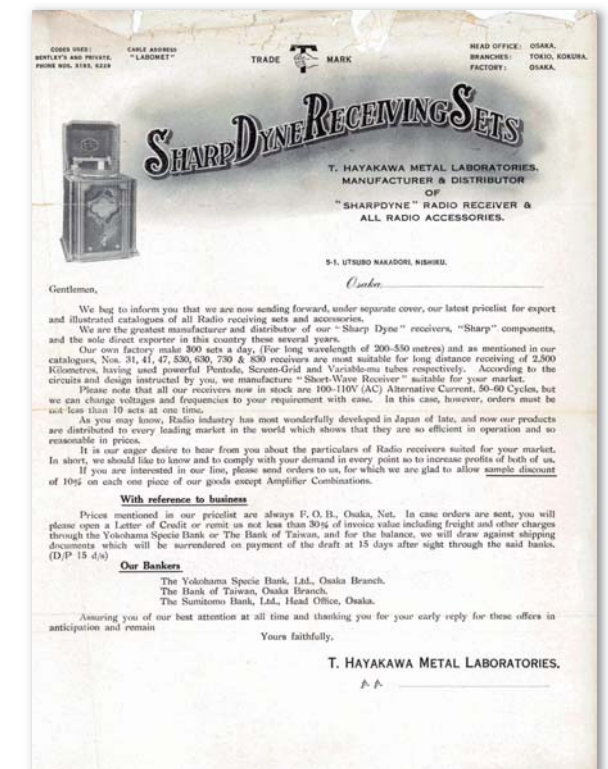 CODES USED:
BENTLEY'S AND PRIVATE.
PHONE NOS. 5193, 6229
CABLE ADDRESS
"LABOMET"
TRADE MARK
HEAD OFFICE: OSAKA.
BRANCHES: TOKIO, KOKURA.
FACTORY: OSAKA.
SHARP DYNE RECEIVING SETS
T. HAYAKAWA METAL LABORATORIES.
MANUFACTURER & DISTRIBUTOR
OF
"SHARPDYNE" RADIO RECEIVER &
ALL RADIO ACCESSORIES.
5-1, UTSUBO NAKADORI, NISHIKU.
Osaka,
Gentlemen,
We beg to inform you that we are now sending forward, under separate cover, our latest pricelist for export
and illustrated catalogues of all Radio receiving sets and accessories.
We are the greatest manufacturer and distributor of our "Sharp Dyne" receivers, "Sharp" components,
and the sole direct exporter in this country these several years.
Our own factory make 300 sets a day, (For long wavelength of 200-550 metres) and as mentioned in our
catalogues, Nos. 31, 41, 47, 530, 630, 730 & 830 receivers are most suitable for long distance receiving of 2,500
Kilometres, having used powerful Pentode, Screen-Grid and Varisble-mu tubes respectively. According to the
circuits and design instructed by you, we manufacture "Short-Wave Receiver" suitable for your market.
Please note that all our receivers now in stock are 100-110V (AC) Alternative Current, 50-60 Cycles, but
we can change voltages and frequencies to your requirement with ease. In this case, however, orders must be
not less than 10 sets at one time.
As you may know, Radio industry has most wonderfully developed in Japan of late, and now our products
are distributed to every leading market in the world which shows that they are so efficient in operation and so
reasonable in prices.
It is our eager desire to hear from you about the particulars of Radio receivers suited for your market.
In short, we should like to know and to comply with your demand in every point so to increase profits of both of us.
If you are interested in our line, please send orders to us, for which we are glad to allow sample discount
of 10% on each one piece of our goods except Amplifier Combinations.
With reference to business
Prices mentioned in our pricelist are always F. O. B., Osaka, Net. In case orders are sent, you will
please open a Letter of Credit or remit us not less than 30% of invoice value including freight and other charges
through the Yokohama Specie Bank or The Bank of Taiwan, and for the balance, we will draw against shipping
documents which will be surrendered on payment of the draft at 15 days after sight through the said banks.
(D/P 15 d/s)
Our Bankers
The Yokohama Specie Bank, Ltd., Osaka Branch.
The Bank of Taiwan, Osaka Branch.
The Sumitomo Bank, Ltd., Head Office, Osaka.
Assuring you of our best attention at all time and thanking you for your early reply for these offers in
anticipation and remain
Yours faithfully,
T. HAYAKAWA METAL LABORATORIES.
p. p.